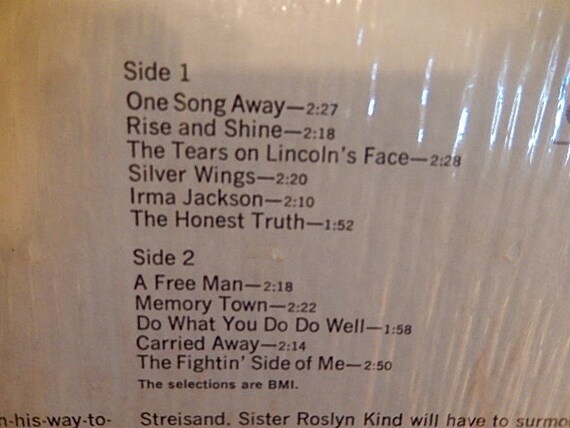 Side 1
One Song Away—2:27
Rise and Shine—2:18
The Tears on Lincoln's Face—2:28
Silver Wings—2:20
Irma Jackson—2:10
The Honest Truth—1:52
Side 2
A Free Man—2:18
Memory Town—2:22
Do What You Do Do Well—1:58
Carried Away—2:14
The Fightin' Side of Me—2:50
The selections are BMI.
n-his-way-to-
Streisand. Sister Roslyn Kind will have to surmo